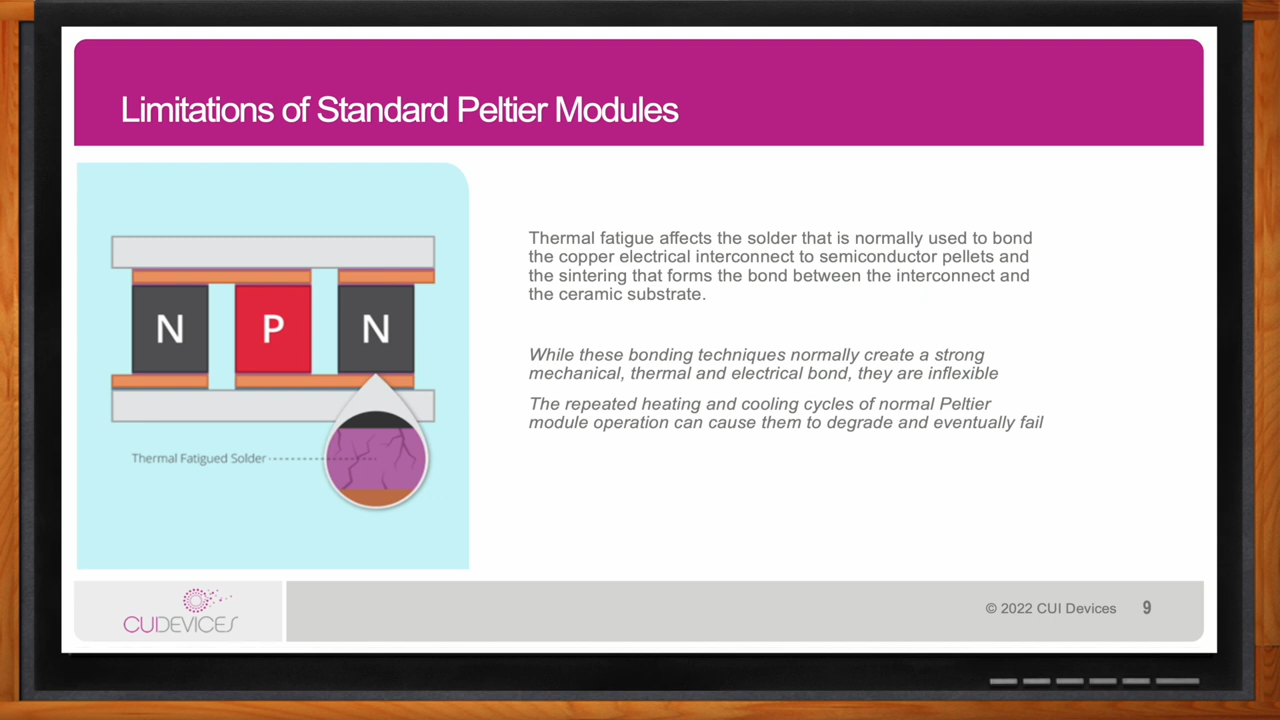 Limitations of Standard Peltier Modules
N
P
N
Thermal Fatigued Solder
Thermal fatigue affects the solder that is normally used to bond
the copper electrical interconnect to semiconductor pellets and
the sintering that forms the bond between the interconnect and
the ceramic substrate.
While these bonding techniques normally create a strong
mechanical, thermal and electrical bond, they are inflexible
The repeated heating and cooling cycles of normal Peltier
module operation can cause them to degrade and eventually fail
CUIDEVICES
© 2022 CUI Devices
9